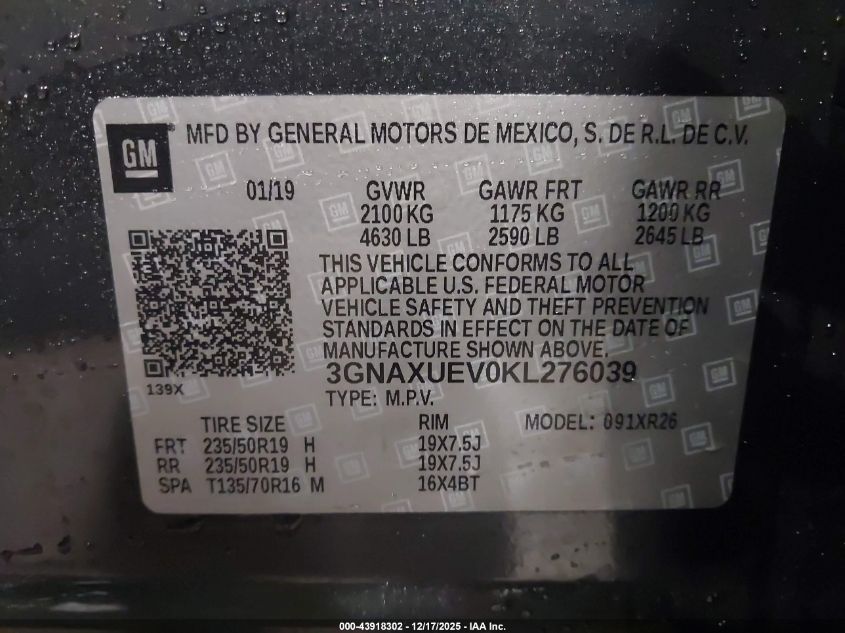 GM
MFD BY GENERAL MOTORS DE MEXICO, S. DE R.L. DE C.V.
01/19 GVWR GAWR FRT GAWR RR
2100 KG 1175 KG 1200 KG
4630 LB 2590 LB 2645 LB
THIS VEHICLE CONFORMS TO ALL
APPLICABLE U.S. FEDERAL MOTOR
VEHICLE SAFETY AND THEFT PREVENTION
STANDARDS IN EFFECT ON THE DATE OF
MANUFACTURE SHOWN ABOVE.
3GNAXUEV0KL276039
139X
TYPE: M.P.V.
TIRE SIZE RIM MODEL: 091XR26
FRT 235/50R19 H 19X7.5J
RR 235/50R19 H 19X7.5J
SPA T135/70R16 M 16X4BT
000-43918302 - 12/17/2025 - IAA Inc.